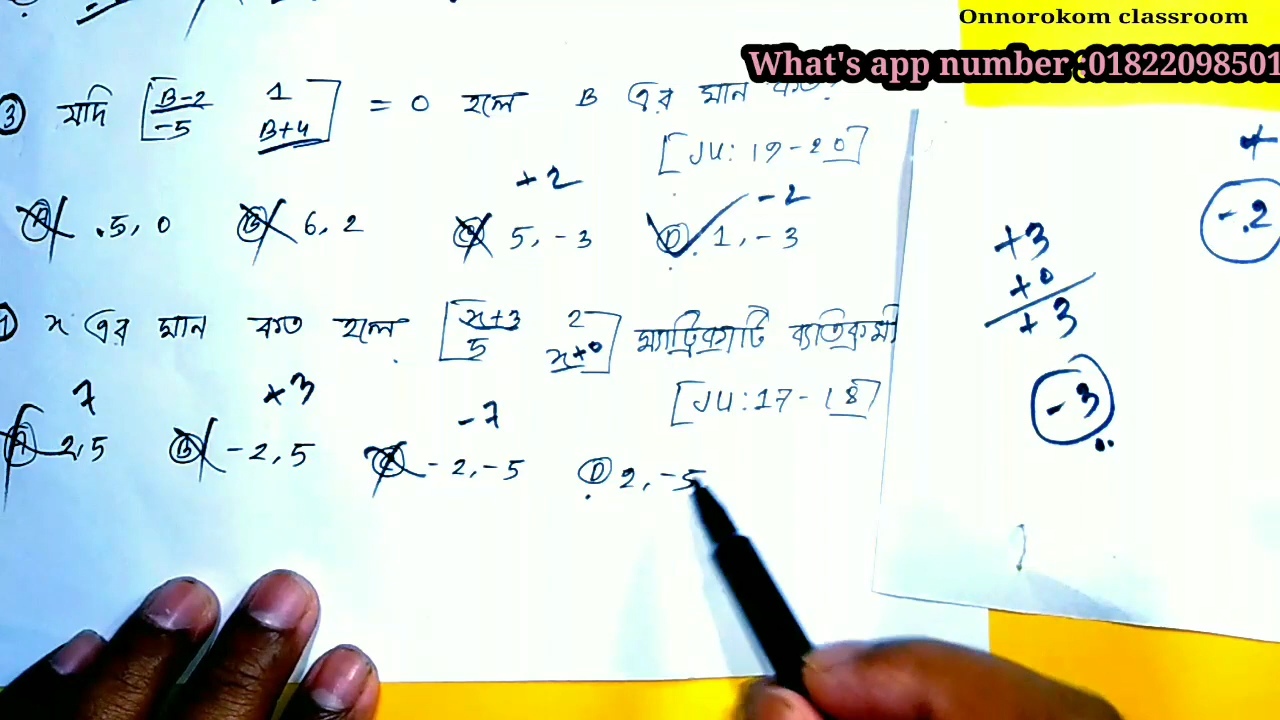 Onnorokom classroom
What's app number :01822098501
3 যদি [B-2 1
-5 B+4] = 0 হলে B এর মান কত?
[JU: 19-20]
+2 -2
A .5, 0 B 6, 2 C 5, -3 D 1, -3
x এর মান কত হলে [x+3 2
5 x+0] ম্যাট্রিক্সটি ব্যতিক্রমী
[JU: 17-18]
7 +3 -7
A 2,5 B -2, 5 C -2, -5 D 2, -5
+3
+0
+3
-3
+
-2